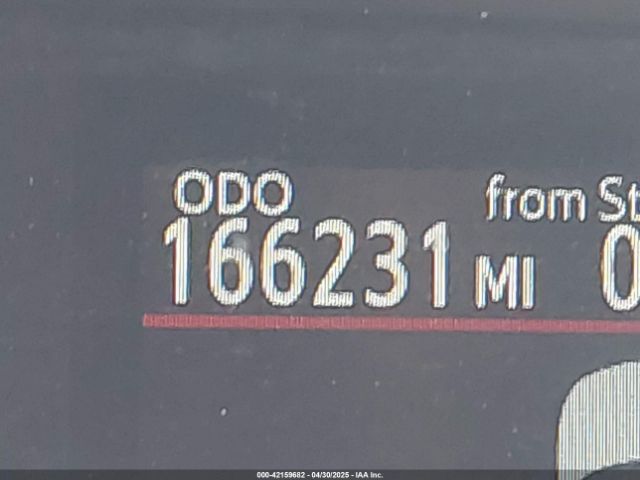 ODO from St
166231 MI 0
000-42159682 - 04/30/2025 - IAA Inc.